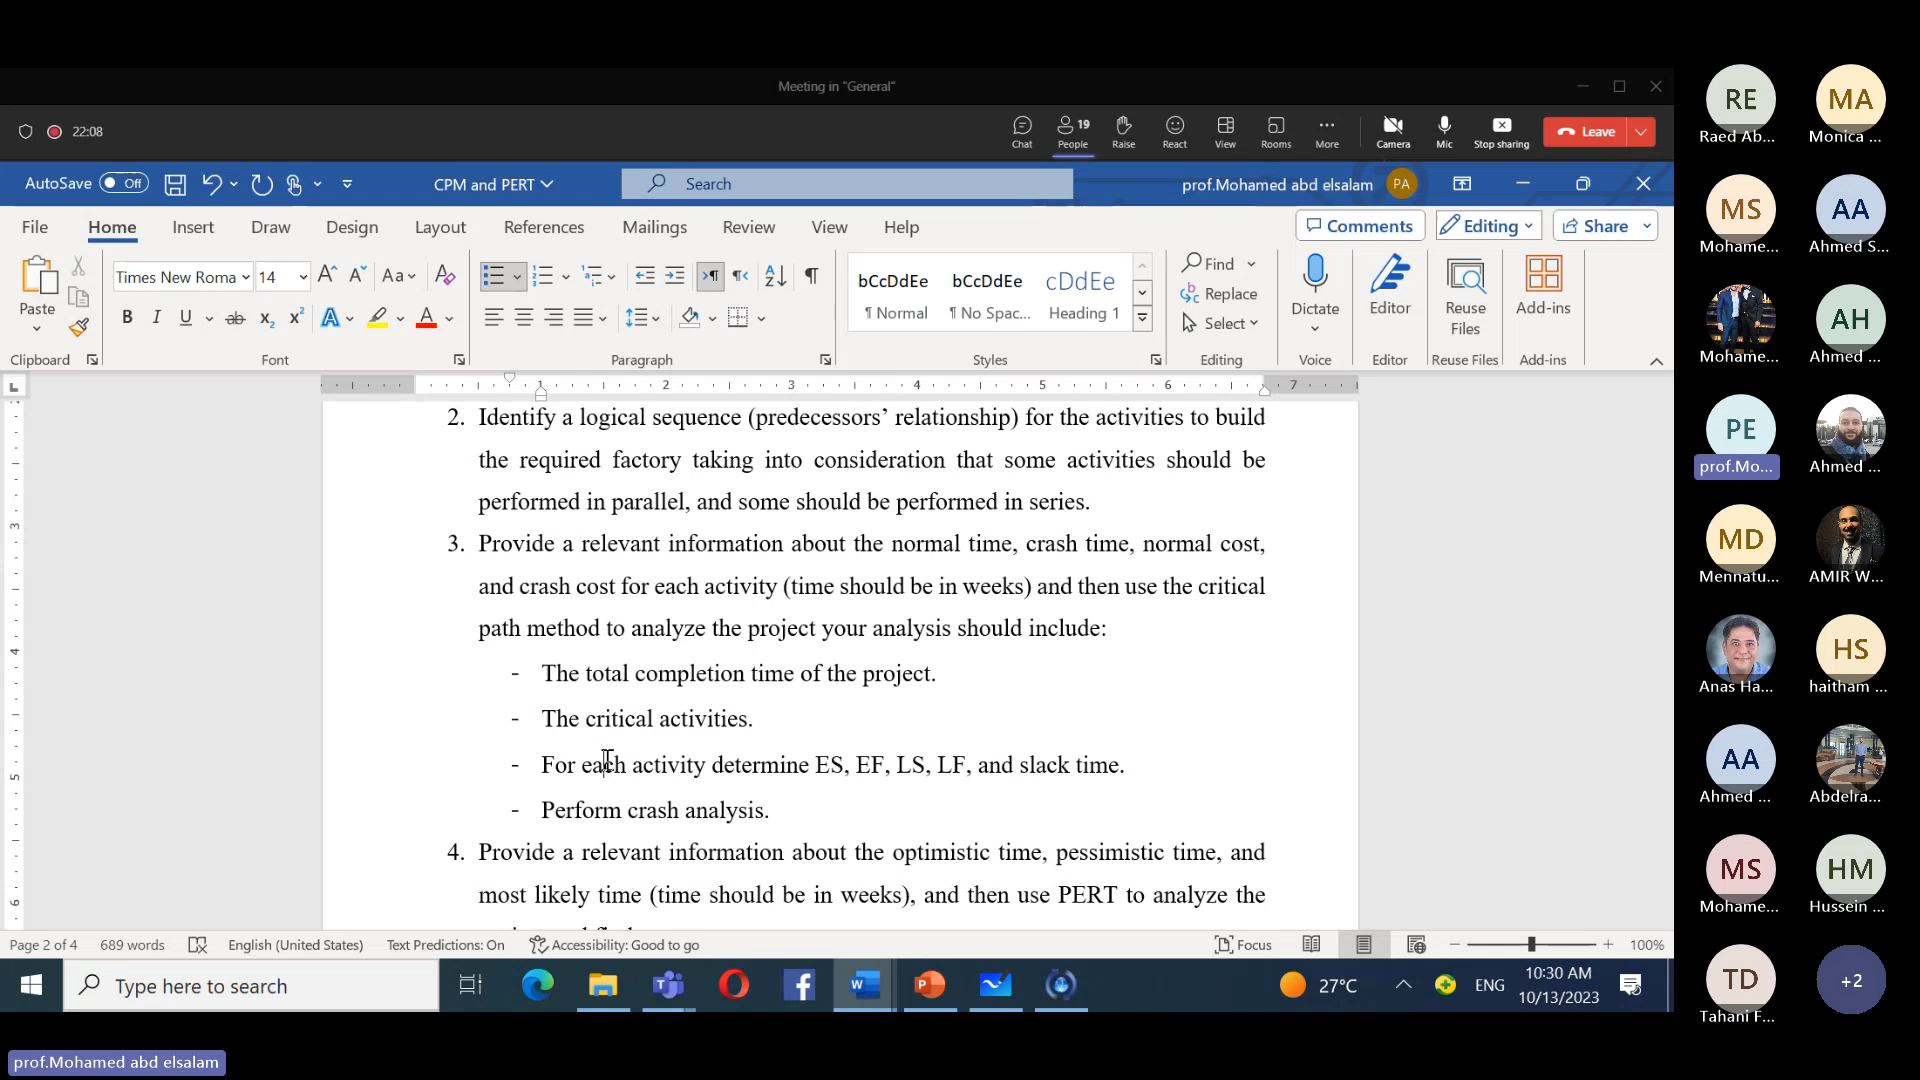 Meeting in "General"
22:08
Chat
19
People
Raise
React
View
Rooms
More
Camera
Mic
Stop sharing
Leave
AutoSave Off
CPM and PERT
Search
prof.Mohamed abd elsalam
PA
File Home Insert Draw Design Layout References Mailings Review View Help
Comments
Editing
Share
Paste
Clipboard
Times New Roma
14
Aa
Font
Paragraph
bCcDdEe
¶ Normal
bCcDdEe
¶ No Spac...
cDdEe
Heading 1
Styles
Find
Replace
Select
Editing
Dictate
Voice
Editor
Editor
Reuse
Files
Reuse Files
Add-ins
Add-ins
1 2 3 4 5 6 7
2. Identify a logical sequence (predecessors’ relationship) for the activities to build
the required factory taking into consideration that some activities should be
performed in parallel, and some should be performed in series.
3. Provide a relevant information about the normal time, crash time, normal cost,
and crash cost for each activity (time should be in weeks) and then use the critical
path method to analyze the project your analysis should include:
- The total completion time of the project.
- The critical activities.
- For each activity determine ES, EF, LS, LF, and slack time.
- Perform crash analysis.
4. Provide a relevant information about the optimistic time, pessimistic time, and
most likely time (time should be in weeks), and then use PERT to analyze the
Page 2 of 4
689 words
English (United States)
Text Predictions: On
Accessibility: Good to go
Focus
100%
Type here to search
27°C
ENG
10:30 AM
10/13/2023
prof.Mohamed abd elsalam
RE
Raed Ab...
MA
Monica ...
MS
Mohame...
AA
Ahmed S...
Mohame...
AH
Ahmed ...
PE
prof.Mo...
Ahmed ...
MD
Mennatu...
AMIR W...
Anas Ha...
HS
haitham ...
AA
Ahmed ...
Abdelra...
MS
Mohame...
HM
Hussein ...
TD
Tahani F...
+2